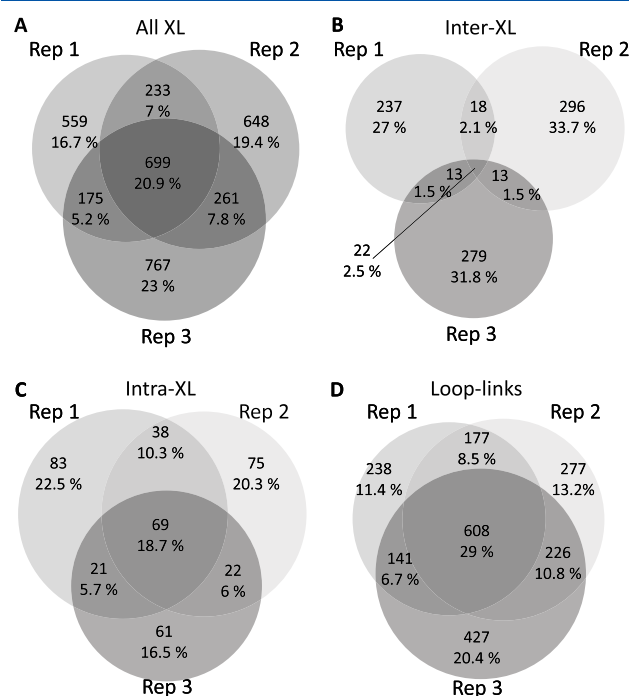 A
All XL
Rep 1
Rep 2
233
7 %
559
16.7 %
648
19.4 %
699
20.9 %
175
5.2 %
261
7.8 %
767
23 %
Rep 3
B
Inter-XL
Rep 1
Rep 2
237
27 %
18
2.1 %
296
33.7 %
13
1.5 %
13
1.5 %
22
2.5 %
279
31.8 %
Rep 3
C
Intra-XL
Rep 1
Rep 2
38
10.3 %
83
22.5 %
75
20.3 %
69
18.7 %
21
5.7 %
22
6 %
61
16.5 %
Rep 3
D
Loop-links
Rep 1
Rep 2
177
8.5 %
238
11.4 %
277
13.2%
608
29 %
141
6.7 %
226
10.8 %
427
20.4 %
Rep 3